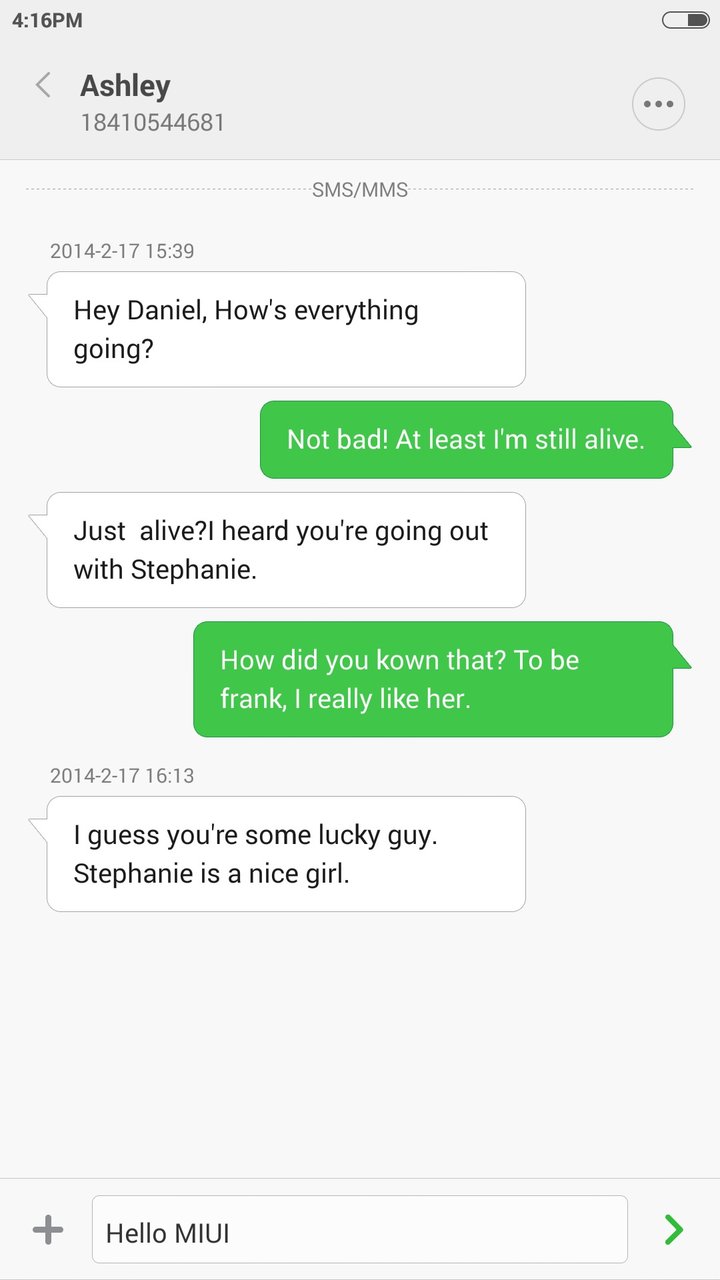 4:16PM
Ashley
18410544681
SMS/MMS
2014-2-17 15:39
Hey Daniel, How's everything
going?
Not bad! At least I'm still alive.
Just  alive?I heard you're going out
with Stephanie.
How did you kown that? To be
frank, I really like her.
2014-2-17 16:13
I guess you're some lucky guy.
Stephanie is a nice girl.
Hello MIUI